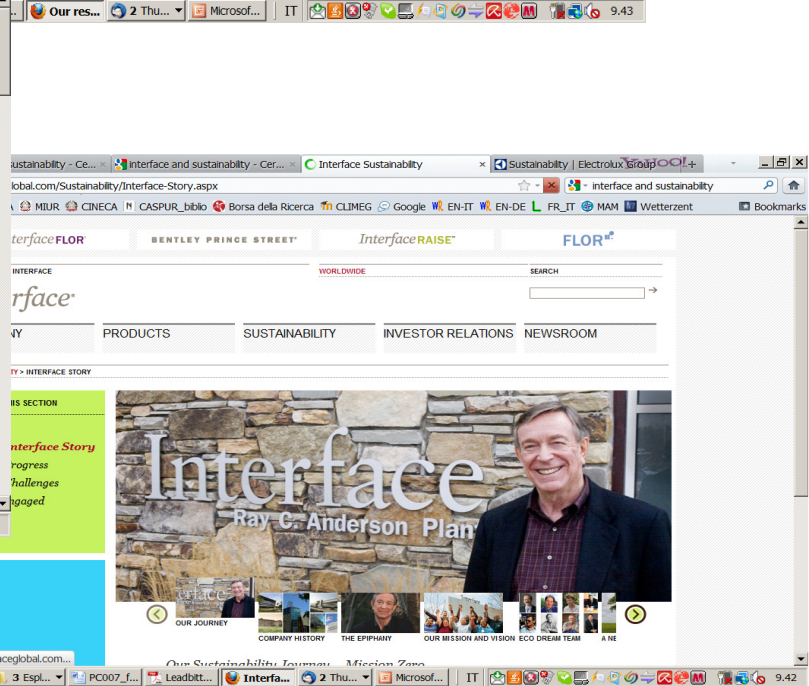 Our res... 2 Thu... Microsof... IT 9.43
sustainability - Ce... interface and sustainability - Cer... Interface Sustainability Sustainability | Electrolux Group
lobal.com/Sustainability/Interface-Story.aspx interface and sustainability
MIUR CINECA CASPUR_biblio Borsa della Ricerca CLIMEG Google EN-IT EN-DE FR_IT MAM Wetterzent Bookmarks
terfaceFLOR BENTLEY PRINCE STREET InterfaceRAISE FLOR
INTERFACE WORLDWIDE SEARCH
rface
NY PRODUCTS SUSTAINABILITY INVESTOR RELATIONS NEWSROOM
TY > INTERFACE STORY
IS SECTION
nterface Story
rogress
hallenges
ngaged
Interface
Ray C. Anderson Plan
OUR JOURNEY
COMPANY HISTORY THE EPIPHANY OUR MISSION AND VISION ECO DREAM TEAM A NE
aceglobal.com...
Our Sustainability Journey Mission Zero
3 Espl... PC007_f... Leadbitt... Interfa... 2 Thu... Microsof... IT 9.42